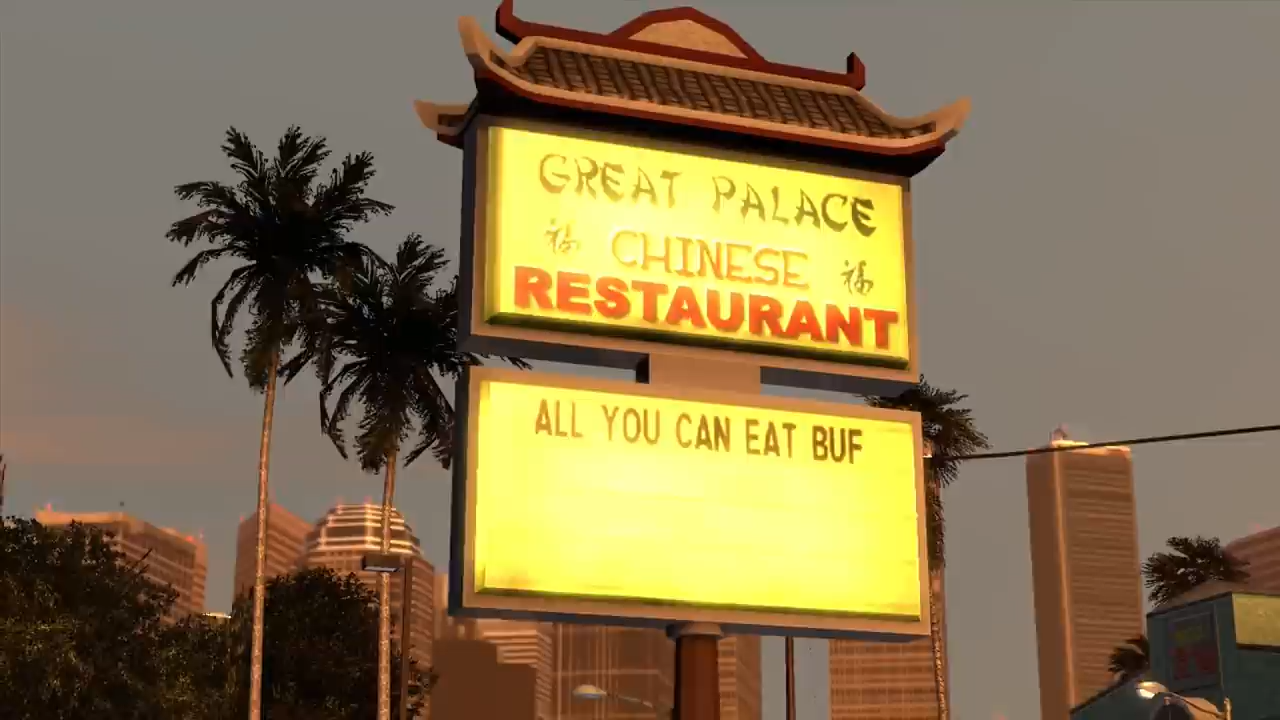 GREAT PALACE
福 CHINESE 福
RESTAURANT
ALL YOU CAN EAT BUF